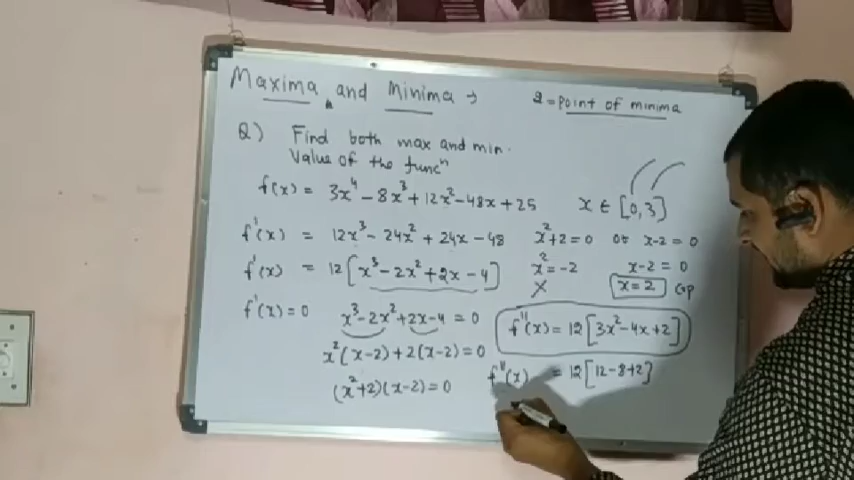 Maxima and Minima →
2 = Point of minima
Q) Find both max and min.
Value of the funcⁿ
f(x) = 3x⁴ - 8x³ + 12x² - 48x + 25 x ∈ [0,3]
f'(x) = 12x³ - 24x² + 24x - 48
f'(x) = 12[x³ - 2x² + 2x - 4]
f'(x) = 0 x³ - 2x² + 2x - 4 = 0
x²(x-2) + 2(x-2) = 0
(x²+2)(x-2) = 0
x²+2 = 0 or x-2 = 0
x² = -2 x-2 = 0
X x = 2 Cop
f''(x) = 12[3x² - 4x + 2]
f''(x) = 12[12-8+2]